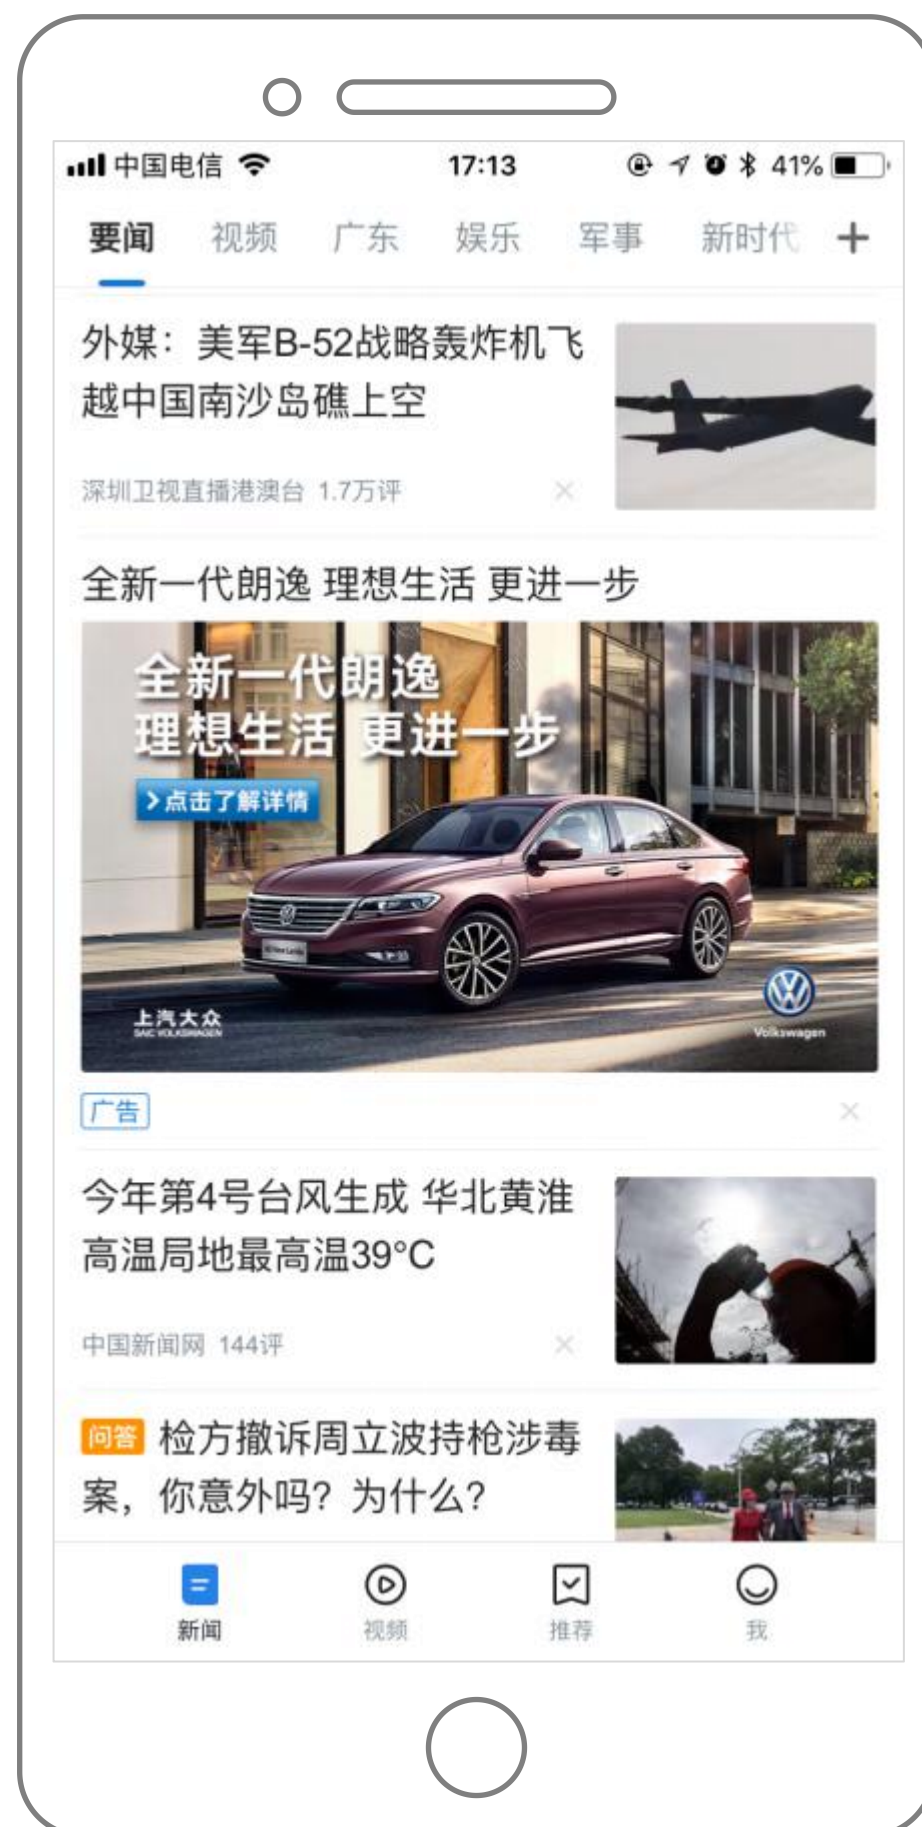 中国电信 17:13 41%
要闻 视频 广东 娱乐 军事 新时代 +
外媒：美军B-52战略轰炸机飞
越中国南沙岛礁上空
深圳卫视直播港澳台 1.7万评
全新一代朗逸 理想生活 更进一步
全新一代朗逸
理想生活 更进一步
点击了解详情
上汽大众
SAIC VOLKSWAGEN
Volkswagen
广告
今年第4号台风生成 华北黄淮
高温局地最高温39°C
中国新闻网 144评
问答 检方撤诉周立波持枪涉毒
案，你意外吗？为什么？
新闻 视频 推荐 我